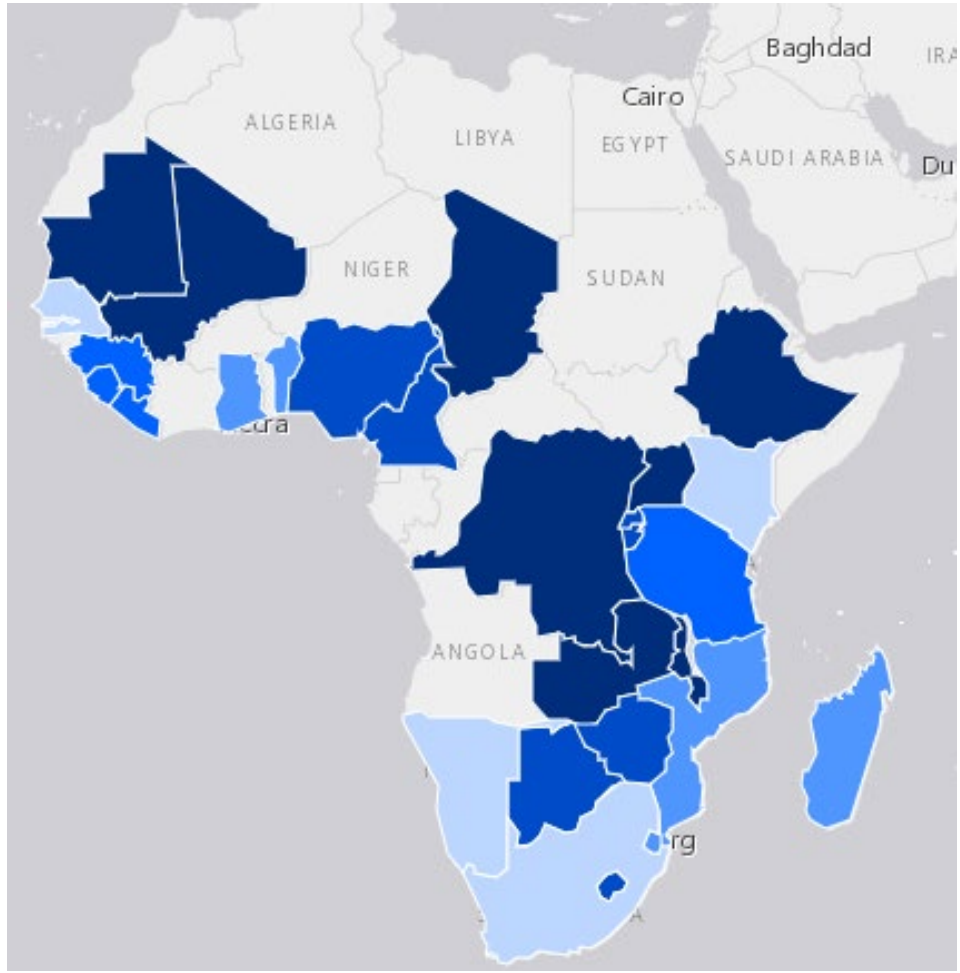 Baghdad
IRA
Cairo
ALGERIA
LIBYA
EGYPT
SAUDI ARABIA
Du
NIGER
SUDAN
ANGOLA
rg
A